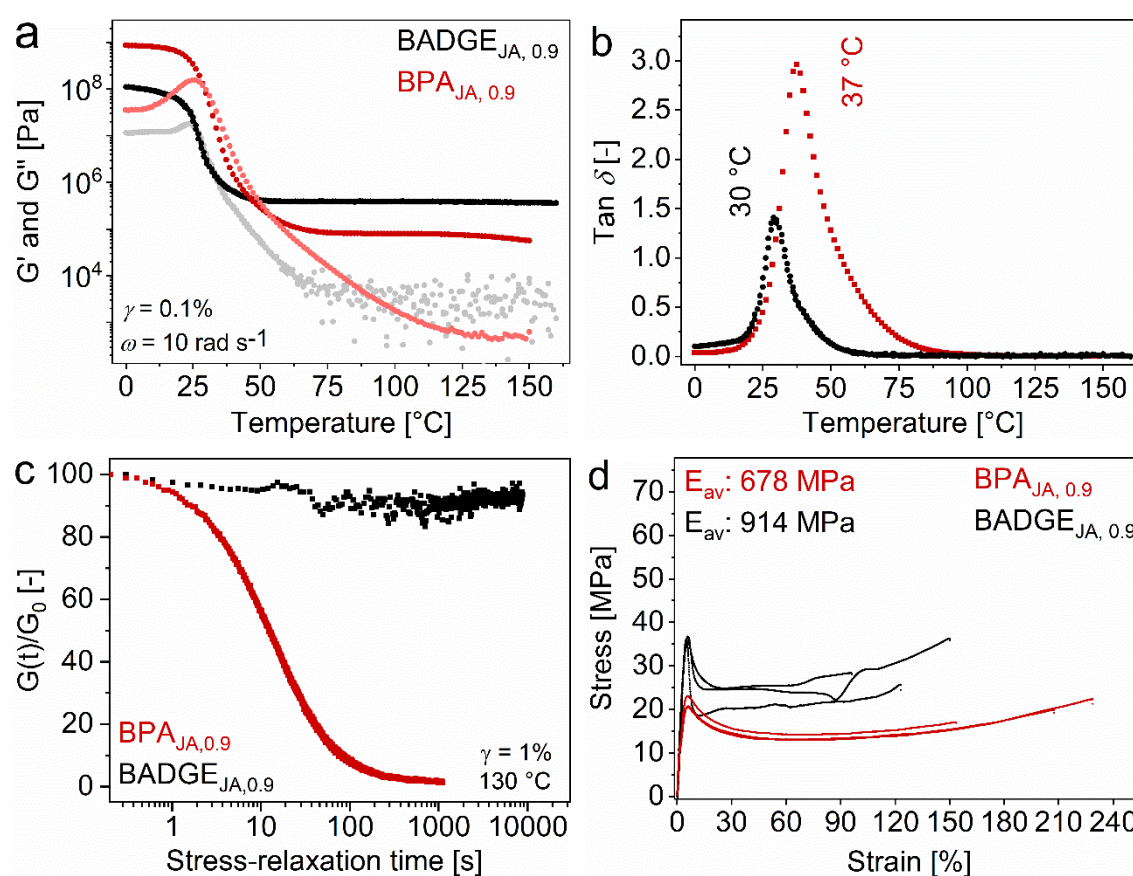 a
BADGE_JA, 0.9
BPA_JA, 0.9
G' and G'' [Pa]
10^8
10^6
10^4
γ = 0.1%
ω = 10 rad s^-1
0 25 50 75 100 125 150
Temperature [°C]
b
37 °C
30 °C
Tan δ [-]
3.0
2.5
2.0
1.5
1.0
0.5
0.0
0 25 50 75 100 125 150
Temperature [°C]
c
G(t)/G_0 [-]
100
80
60
40
20
0
BPA_JA,0.9
BADGE_JA,0.9
γ = 1%
130 °C
1 10 100 1000 10000
Stress-relaxation time [s]
d
E_av: 678 MPa
E_av: 914 MPa
BPA_JA, 0.9
BADGE_JA, 0.9
Stress [MPa]
70
60
50
40
30
20
10
0
0 30 60 90 120 150 180 210 240
Strain [%]